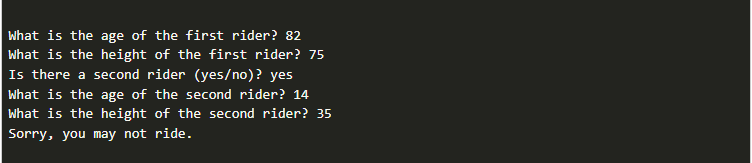 What is the age of the first rider? 82
What is the height of the first rider? 75
Is there a second rider (yes/no)? yes
What is the age of the second rider? 14
What is the height of the second rider? 35
Sorry, you may not ride.